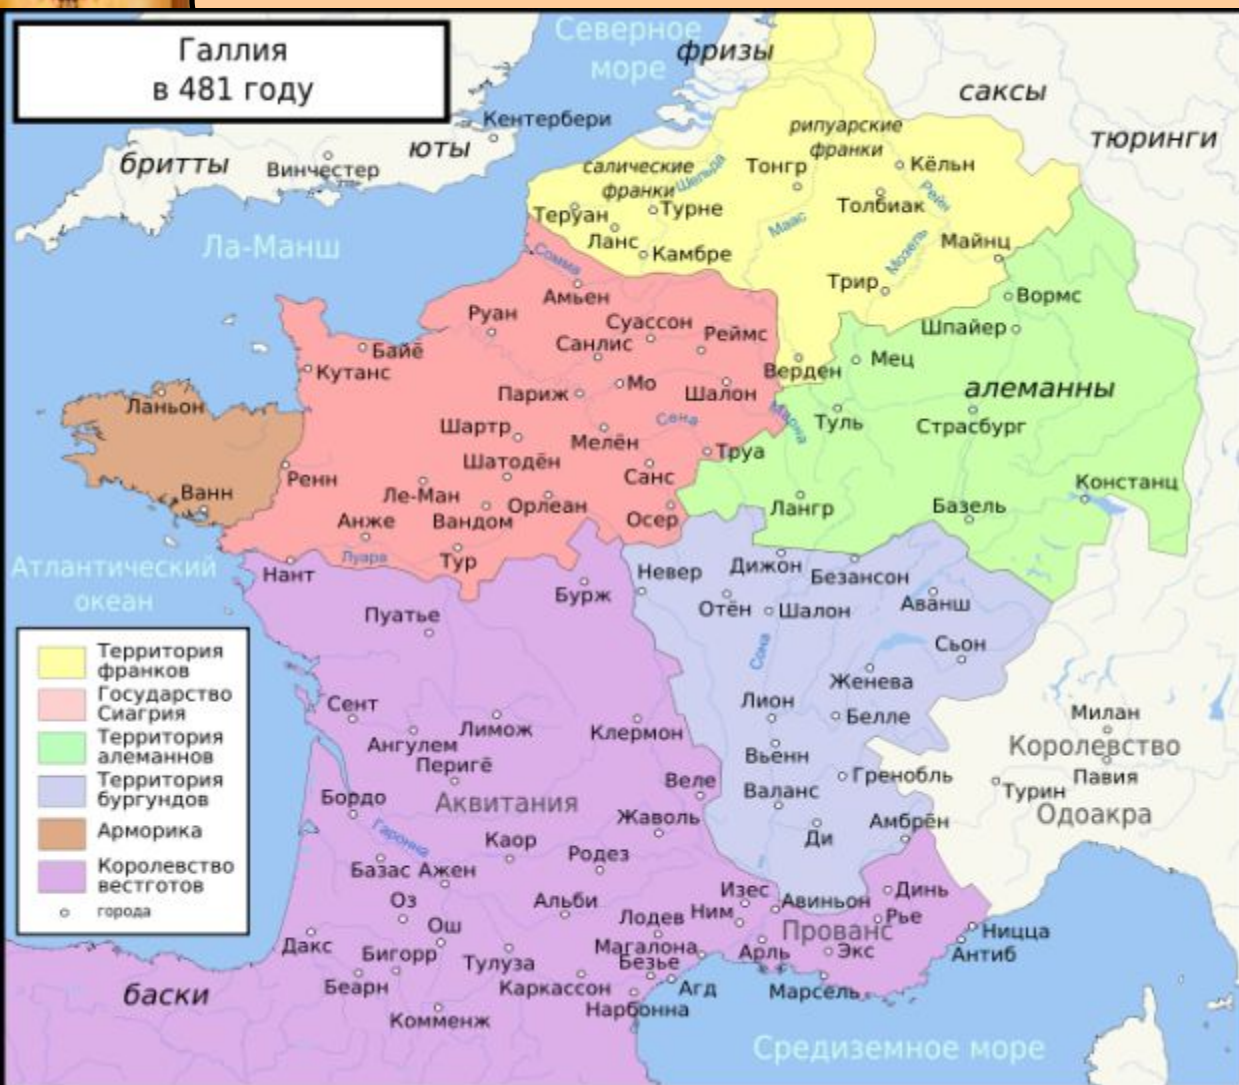 Галлия
в 481 году
Северное
море
фризы
саксы
тюринги
Кентербери
бритты
Винчестер
юты
рипуарские
франки
салические
франки
Шельда
Тонгр
Кёльн
Рейн
Теруан
Турне
Толбиак
Маас
Ла-Манш
Ланс
Камбре
Мозель
Майнц
Сомма
Трир
Амьен
Вормс
Руан
Суассон
Реймс
Шпайер
Байё
Санлис
Кутанс
Верден
Мец
Мо
Париж
Шалон
алеманны
Ланьон
Сена
Марна
Шартр
Мелён
Туль
Страсбург
Труа
Шатодён
Ренн
Санс
Ванн
Ле-Ман
Констанц
Орлеан
Лангр
Базель
Анже
Вандом
Осер
Луара
Тур
Атлантический
океан
Нант
Невер
Дижон
Безансон
Бурж
Отён
Шалон
Аванш
Пуатье
Сона
Сьон
Женева
Территория
франков
Государство
Сиагрия
Территория
алеманнов
Территория
бургундов
Арморика
Королевство
вестготов
города
Сент
Лион
Белле
Милан
Лимож
Клермон
Ангулем
Королевство
Одоакра
Перигё
Вьенн
Павия
Турин
Веле
Гренобль
Бордо
Аквитания
Валанс
Жаволь
Амбрён
Гаронна
Каор
Ди
Родез
Базас
Ажен
Изес
Авиньон
Динь
Оз
Альби
Ош
Лодев
Ним
Рье
Прованс
Ницца
Дакс
Бигорр
Тулуза
Магалона
Арль
Экс
Антиб
Безье
Беарн
Каркассон
Агд
Марсель
баски
Нарбонна
Комменж
Средиземное море